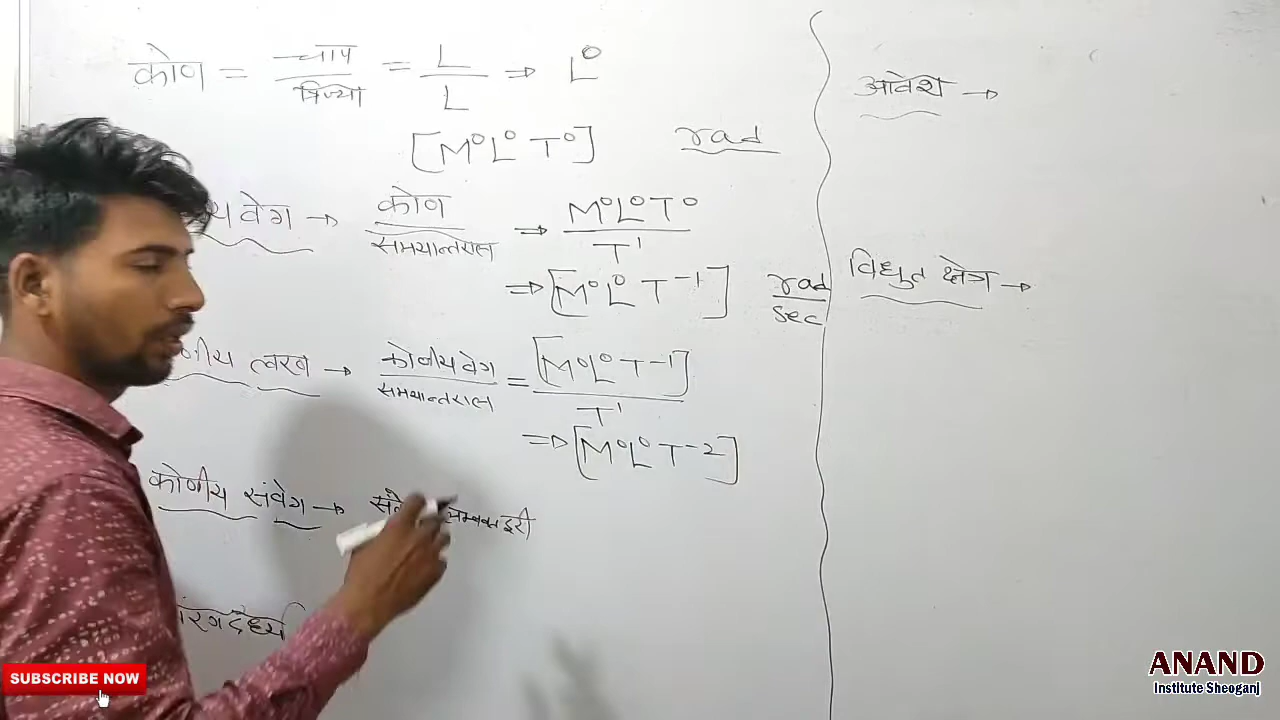 कोण = चाप / त्रिज्या = L / L ⇒ L⁰
[M⁰L⁰T⁰] rad
वेग → कोण / समयान्तराल ⇒ M⁰L⁰T⁰ / T¹
⇒ [M⁰L⁰T⁻¹] rad / sec
त्वरण → कोणीय वेग / समयान्तराल = [M⁰L⁰T⁻¹] / T¹
⇒ [M⁰L⁰T⁻²]
कोणीय संवेग →
आवेश →
विद्युत क्षेत्र →
SUBSCRIBE NOW
ANAND
Institute Sheoganj